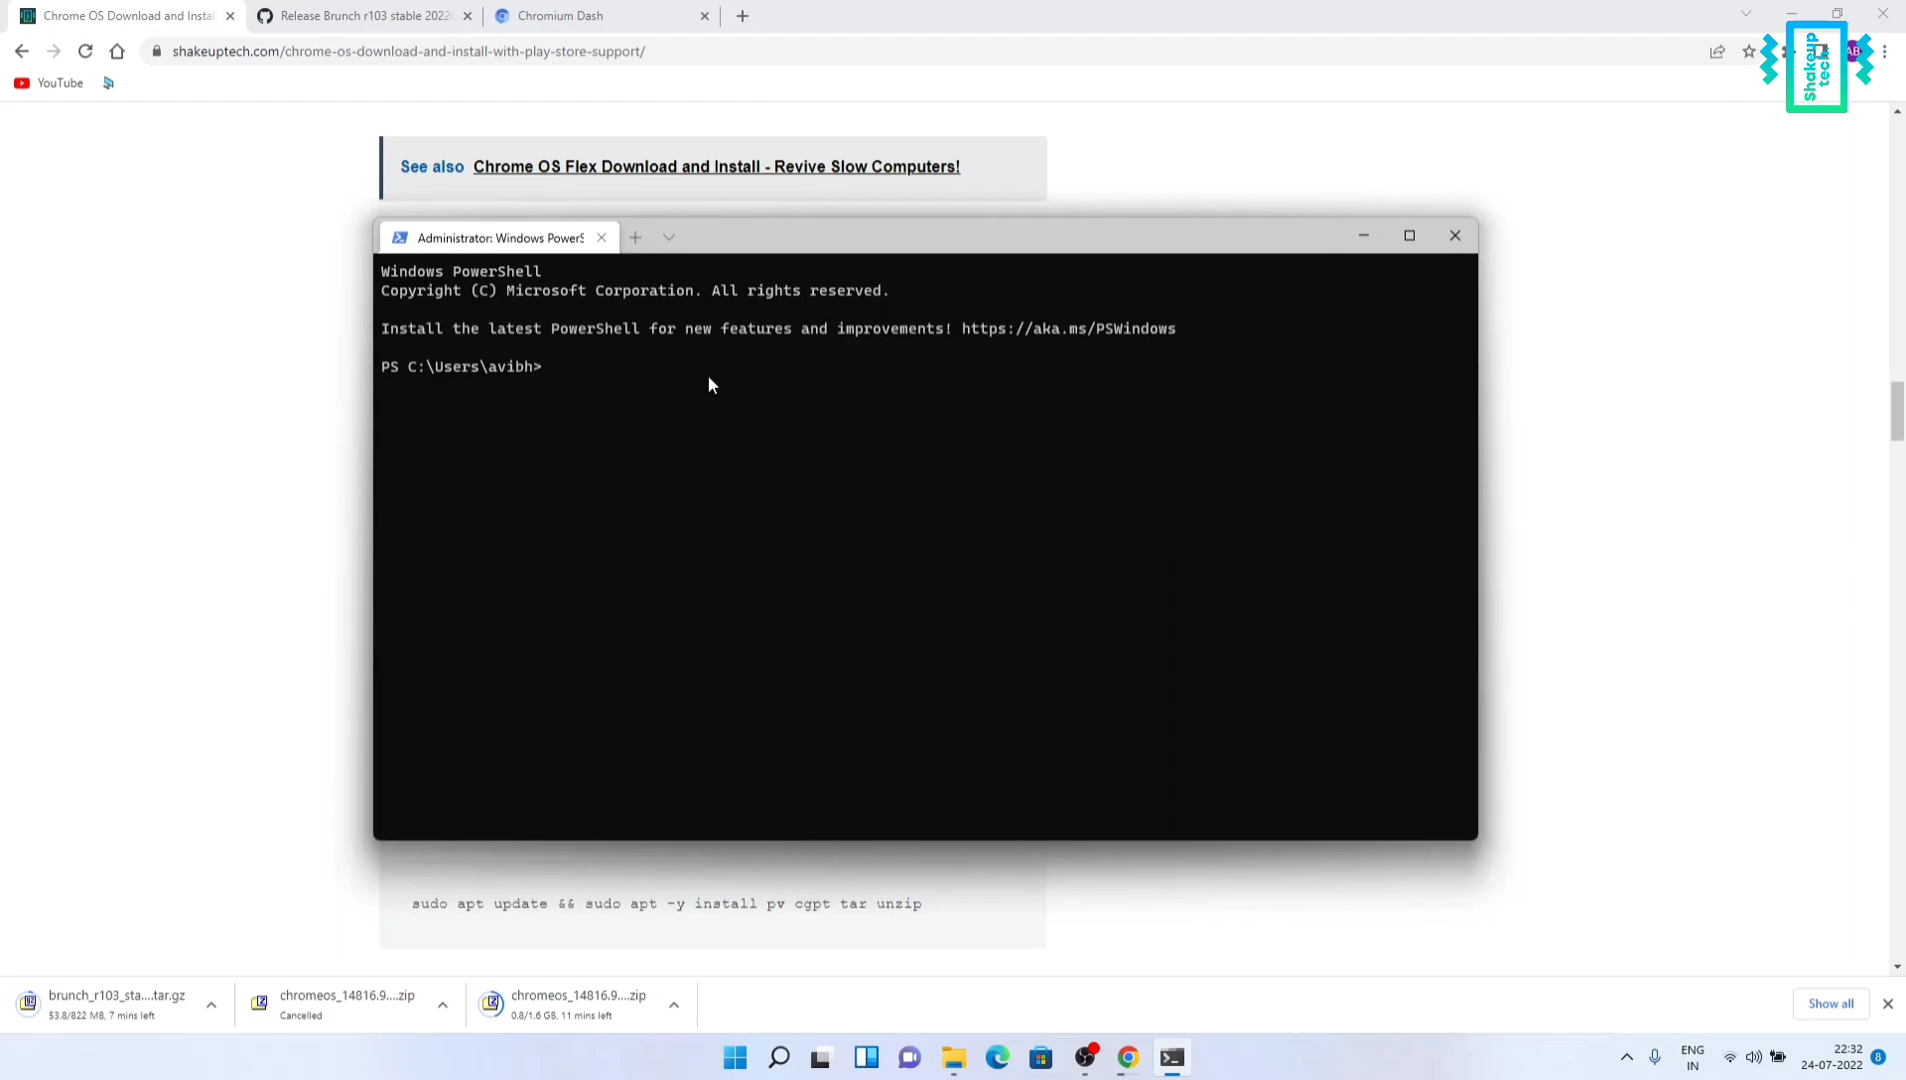 Chrome OS Download and Insta
Release Brunch r103 stable 2022
Chromium Dash
shakeuptech.com/chrome-os-download-and-install-with-play-store-support/
AB
Shakeup
tech
YouTube
See also Chrome OS Flex Download and Install - Revive Slow Computers!
Administrator: Windows PowerS
Windows PowerShell
Copyright (C) Microsoft Corporation. All rights reserved.
Install the latest PowerShell for new features and improvements! https://aka.ms/PSWindows
PS C:\Users\avibh>
sudo apt update && sudo apt -y install pv cgpt tar unzip
brunch_r103_sta....tar.gz
53.8/822 MB, 7 mins left
chromeos_14816.9....zip
Cancelled
chromeos_14816.9....zip
0.8/1.6 GB, 11 mins left
Show all
ENG
IN
22:32
24-07-2022
8